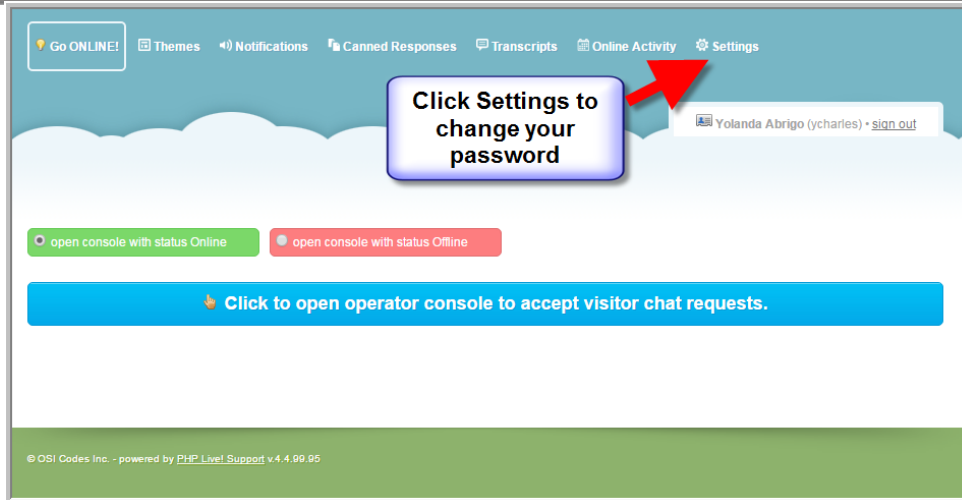 Go ONLINE! Themes Notifications Canned Responses Transcripts Online Activity Settings
Click Settings to
change your
password
Yolanda Abrigo (ycharles) • sign out
open console with status Online open console with status Offline
Click to open operator console to accept visitor chat requests.
© OSI Codes Inc. - powered by PHP Live! Support v.4.4.99.95